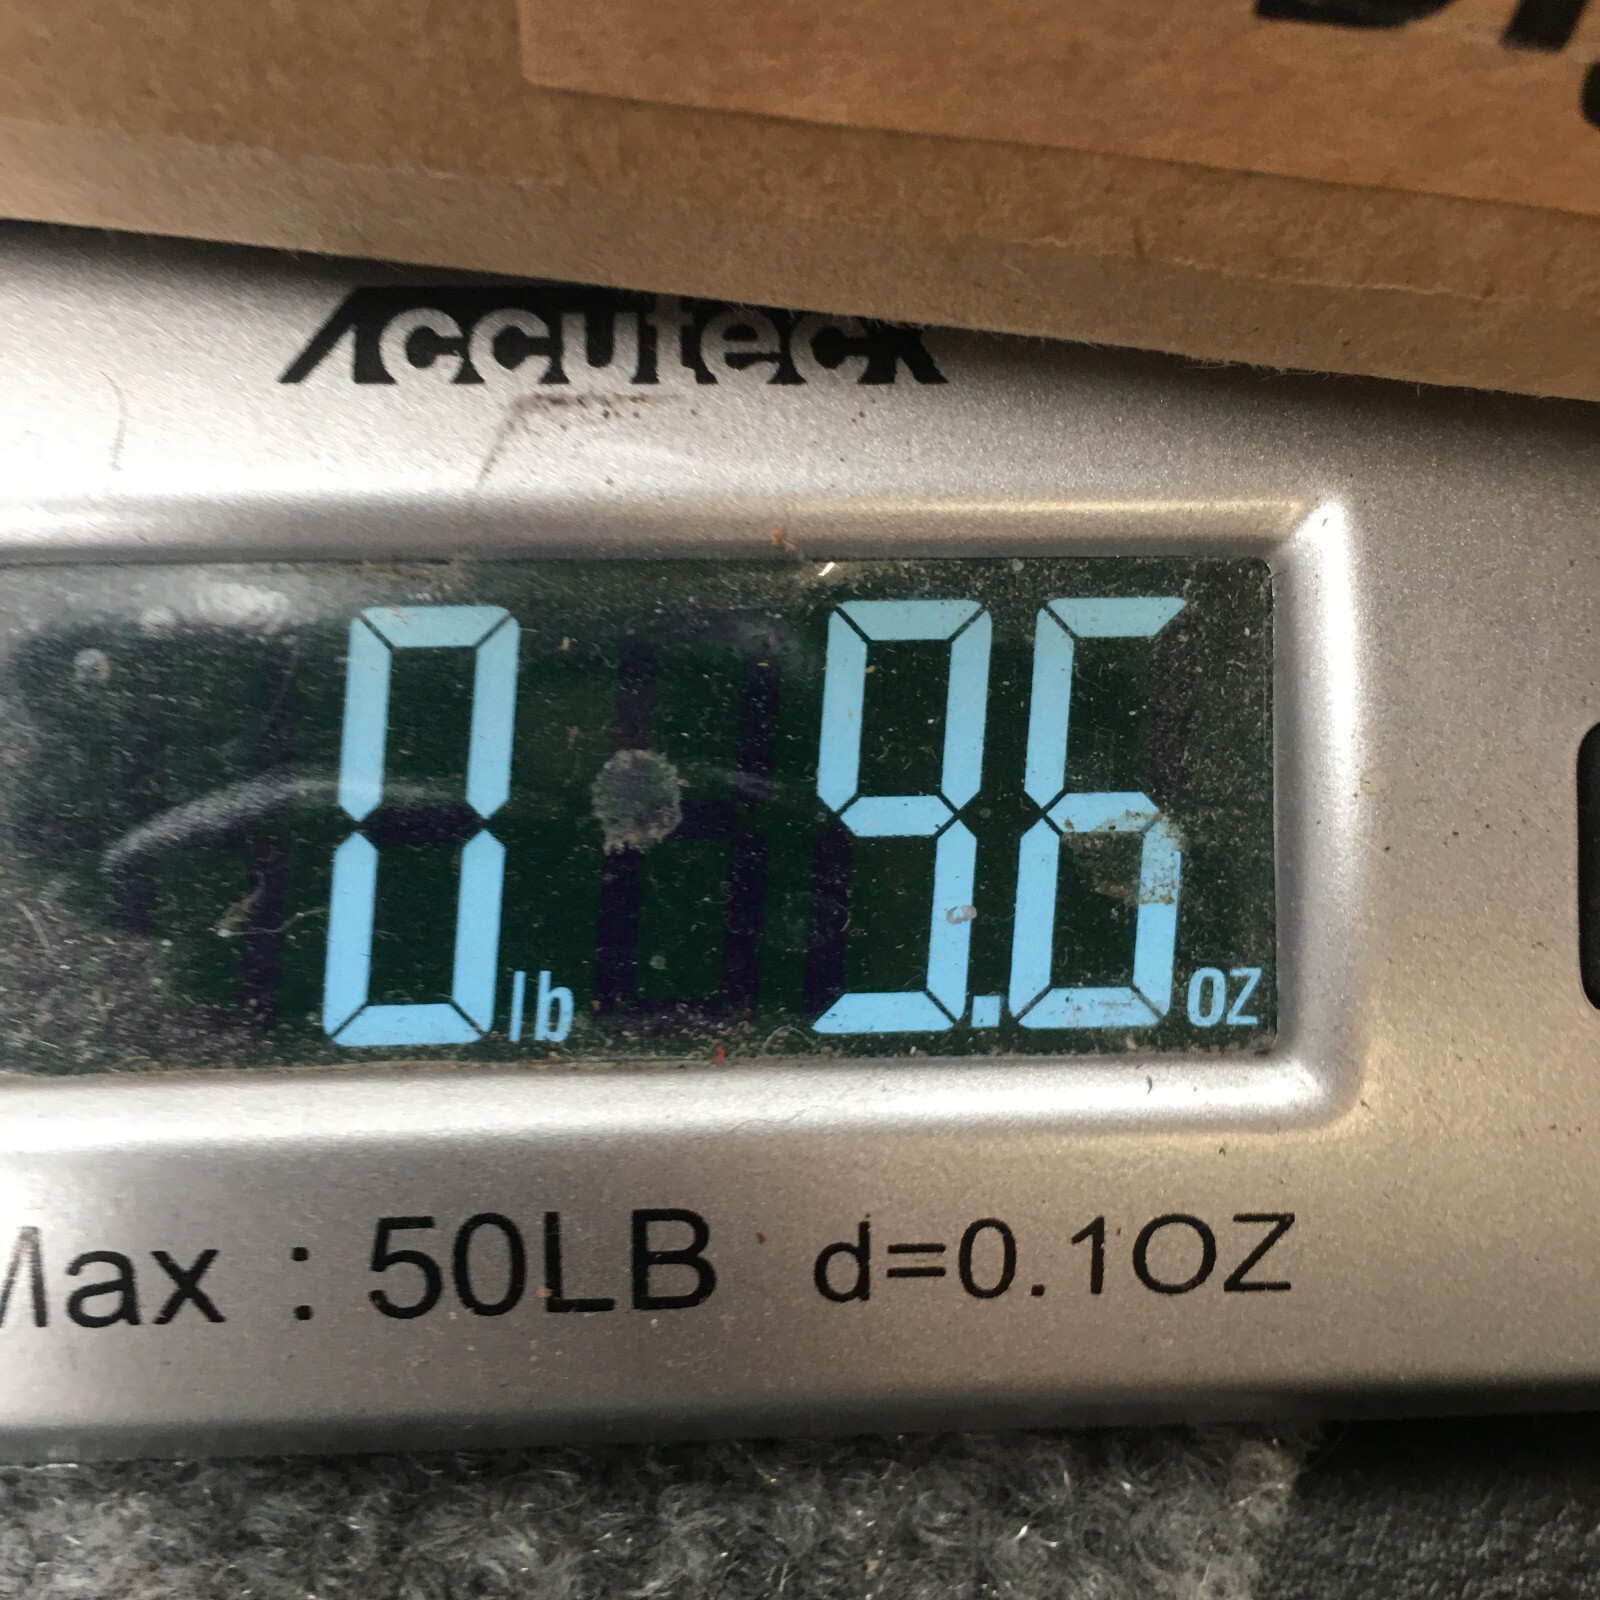 Accuteck
0 lb 9.6 oz
Max : 50LB d=0.1OZ